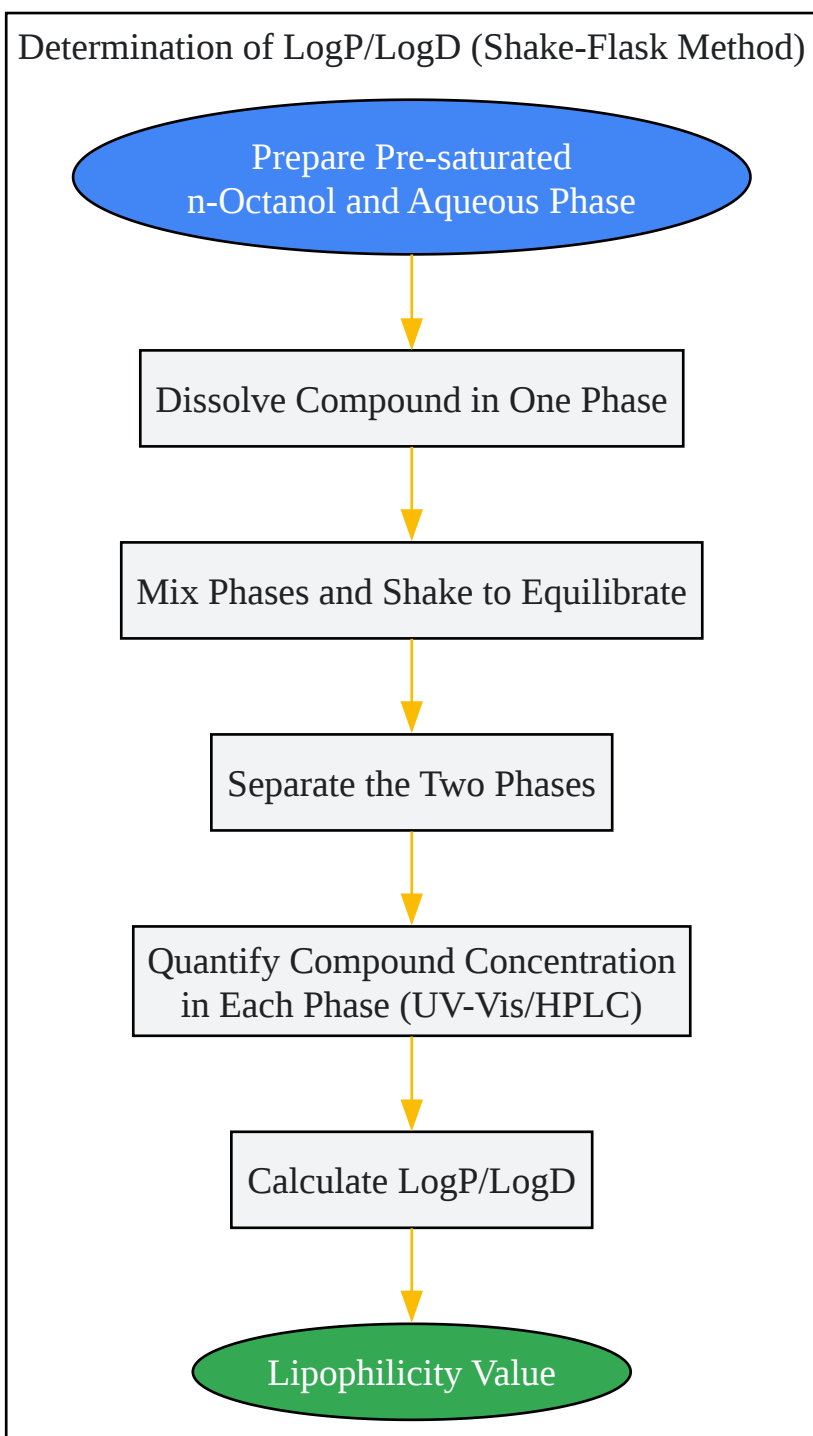 Determination of LogP/LogD (Shake-Flask Method)
Prepare Pre-saturated
n-Octanol and Aqueous Phase
Dissolve Compound in One Phase
Mix Phases and Shake to Equilibrate
Separate the Two Phases
Quantify Compound Concentration
in Each Phase (UV-Vis/HPLC)
Calculate LogP/LogD
Lipophilicity Value